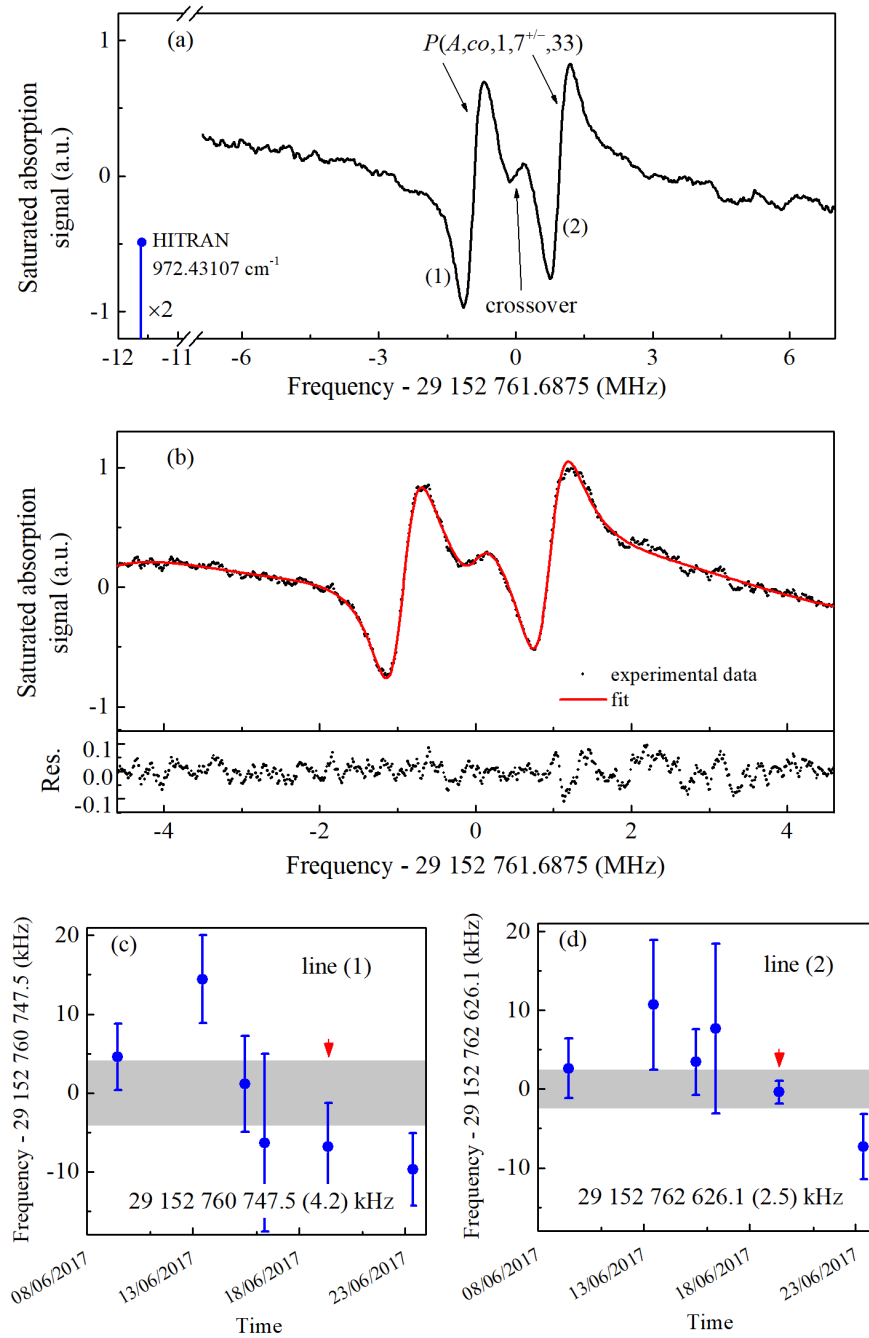 (a)
P(A,co,1,7+/−,33)
1
0
-1
Saturated absorption
signal (a.u.)
HITRAN
972.43107 cm-1
×2
(1)
(2)
crossover
-12 -11 -6 -3 0 3 6
Frequency - 29 152 761.6875 (MHz)
(b)
1
0
-1
Saturated absorption
signal (a.u.)
experimental data
fit
0.1
0.0
-0.1
Res.
-4 -2 0 2 4
Frequency - 29 152 761.6875 (MHz)
(c)
line (1)
20
10
0
-10
Frequency - 29 152 760 747.5 (kHz)
29 152 760 747.5 (4.2) kHz
08/06/2017 13/06/2017 18/06/2017 23/06/2017
Time
(d)
line (2)
20
10
0
-10
Frequency - 29 152 762 626.1 (kHz)
29 152 762 626.1 (2.5) kHz
08/06/2017 13/06/2017 18/06/2017 23/06/2017
Time